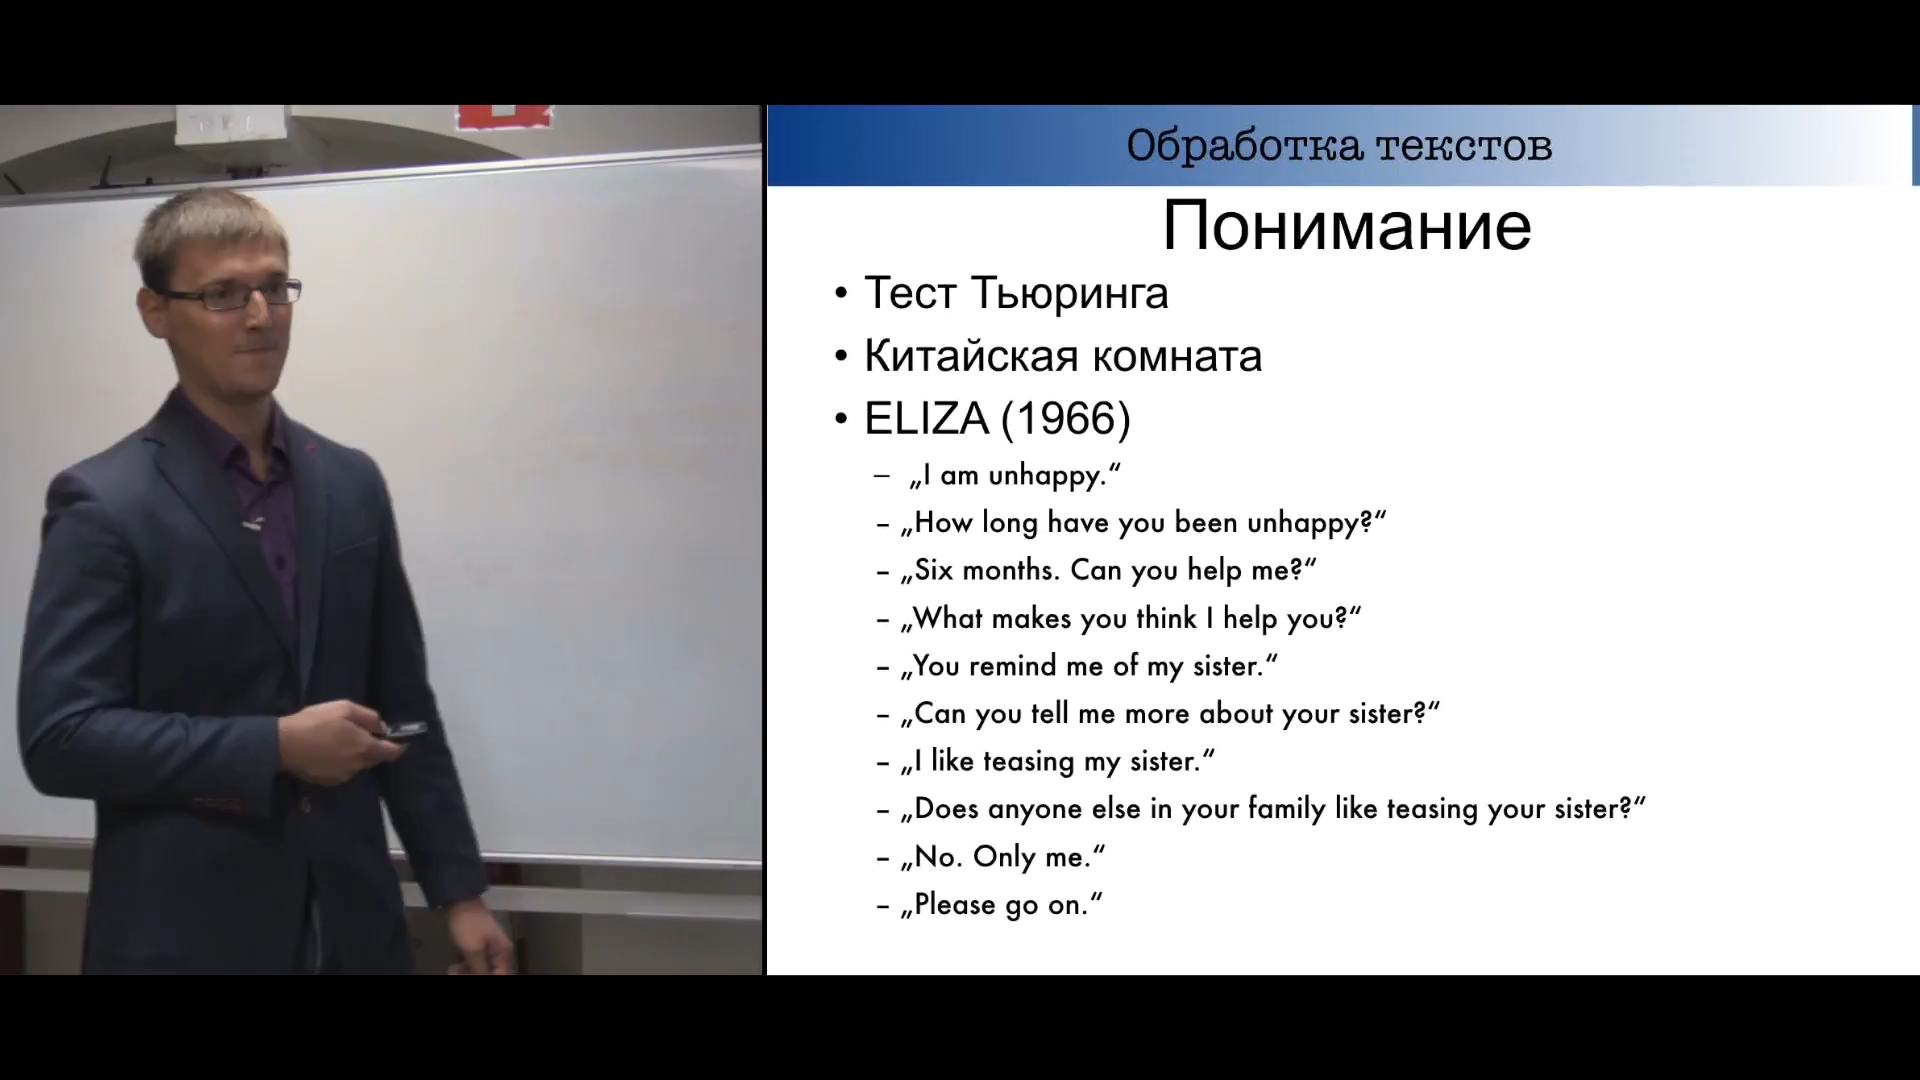 Обработка текстов
Понимание
• Тест Тьюринга
• Китайская комната
• ELIZA (1966)
– „I am unhappy.“
– „How long have you been unhappy?“
– „Six months. Can you help me?“
– „What makes you think I help you?“
– „You remind me of my sister.“
– „Can you tell me more about your sister?“
– „I like teasing my sister.“
– „Does anyone else in your family like teasing your sister?“
– „No. Only me.“
– „Please go on.“